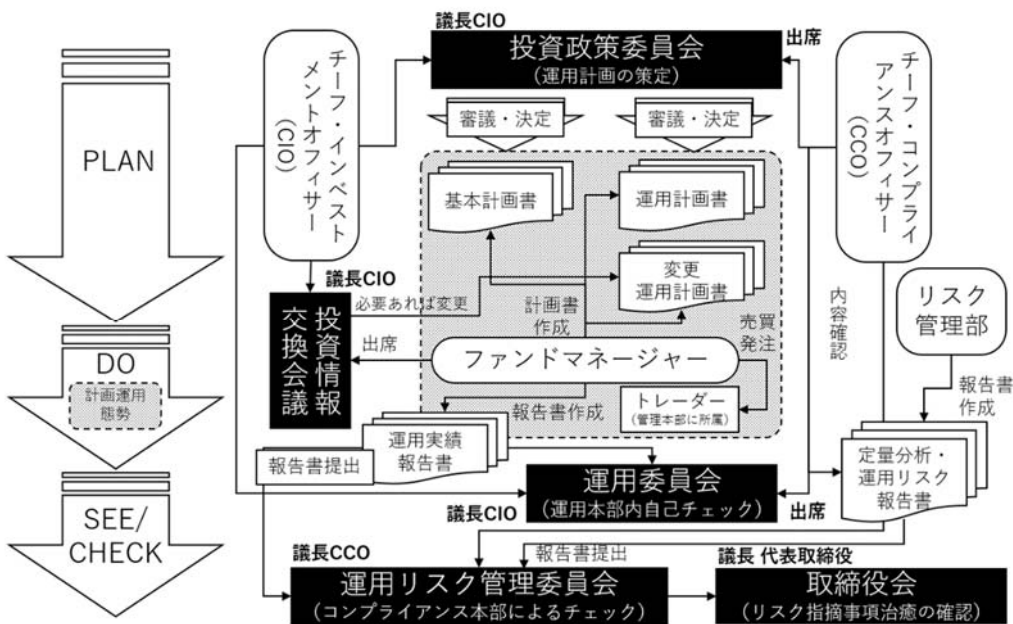 議長CIO
投資政策委員会
(運用計画の策定)
出席
チーフ・インベスト
メントオフィサー
(CIO)
チーフ・コンプライ
アンスオフィサー
(CCO)
PLAN
審議・決定
審議・決定
基本計画書
運用計画書
変更
運用計画書
議長CIO
必要あれば変更
計画書
作成
売買
発注
内容確認
リスク
管理部
投資情報
交換会議
出席
ファンドマネージャー
DO
計画運用
態勢
報告書作成
トレーダー
(管理本部に所属)
報告書
作成
運用実績
報告書
報告書提出
定量分析・
運用リスク
報告書
運用委員会
(運用本部内自己チェック)
議長CIO
出席
SEE/
CHECK
議長CCO
報告書提出
議長 代表取締役
運用リスク管理委員会
(コンプライアンス本部によるチェック)
取締役会
(リスク指摘事項治癒の確認)